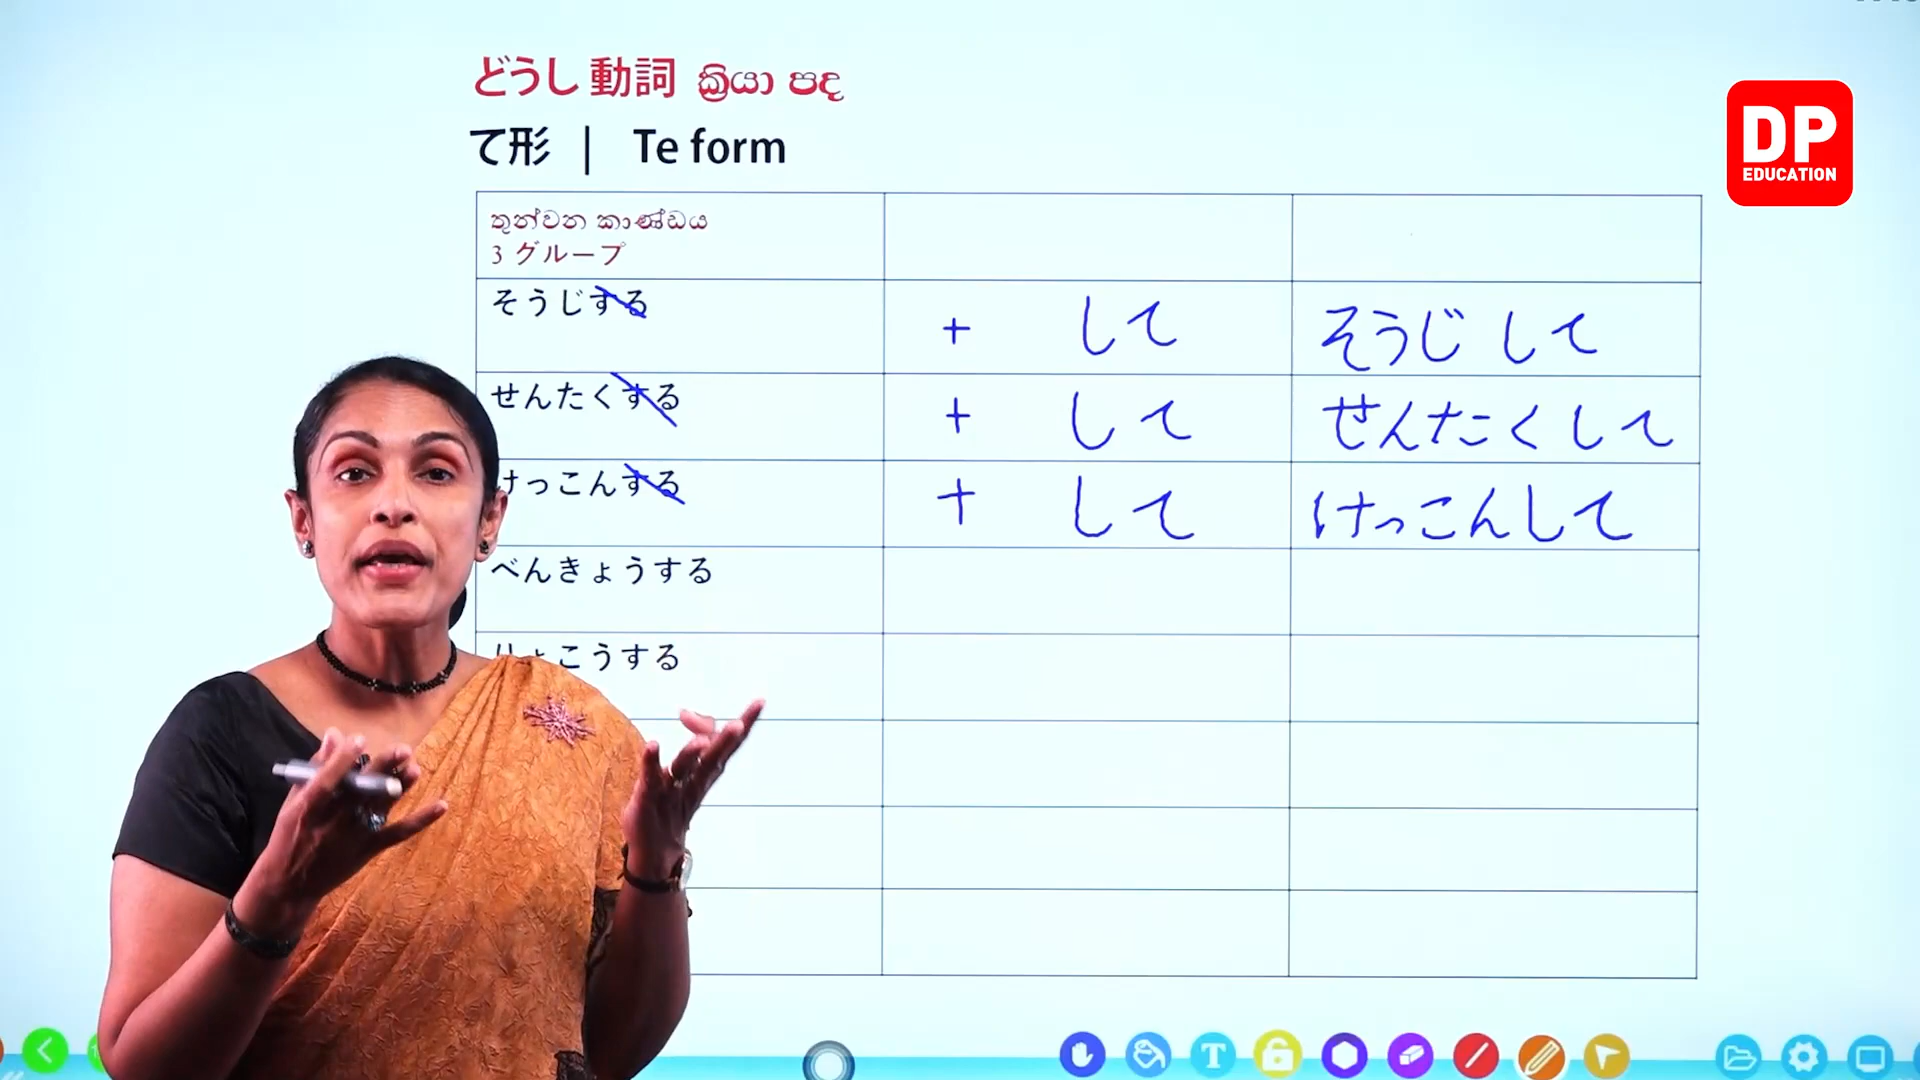 どうし 動詞 ක්‍රියා පද
て形 | Te form
DP
EDUCATION
තුන්වන කාණ්ඩය
3 グループ
そうじする + して そうじ して
せんたくする + して せんたくして
けっこんする + して けっこんして
べんきょうする
りょこうする
T